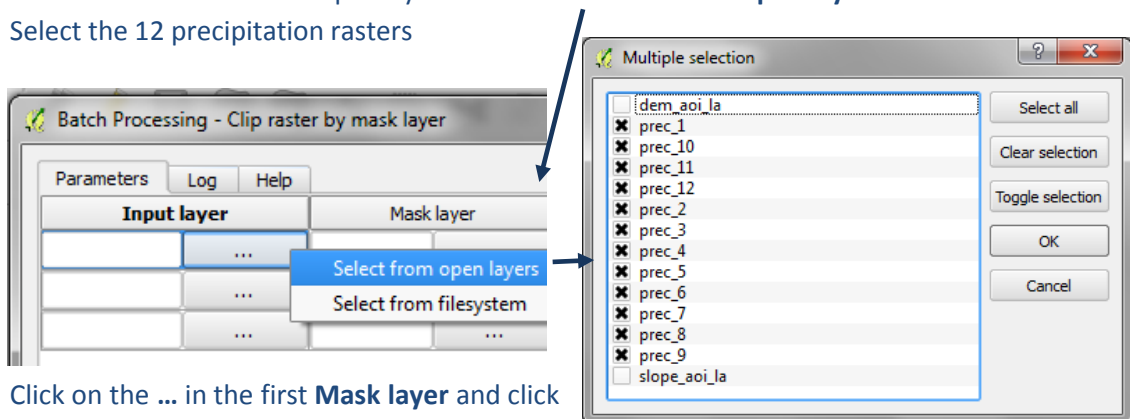 Select the 12 precipitation rasters
Batch Processing - Clip raster by mask layer
Parameters Log Help
Input layer Mask layer
...
Select from open layers
...
Select from filesystem
... ...
Click on the ... in the first Mask layer and click
Multiple selection
dem_aoi_la
prec_1
prec_10
prec_11
prec_12
prec_2
prec_3
prec_4
prec_5
prec_6
prec_7
prec_8
prec_9
slope_aoi_la
Select all
Clear selection
Toggle selection
OK
Cancel